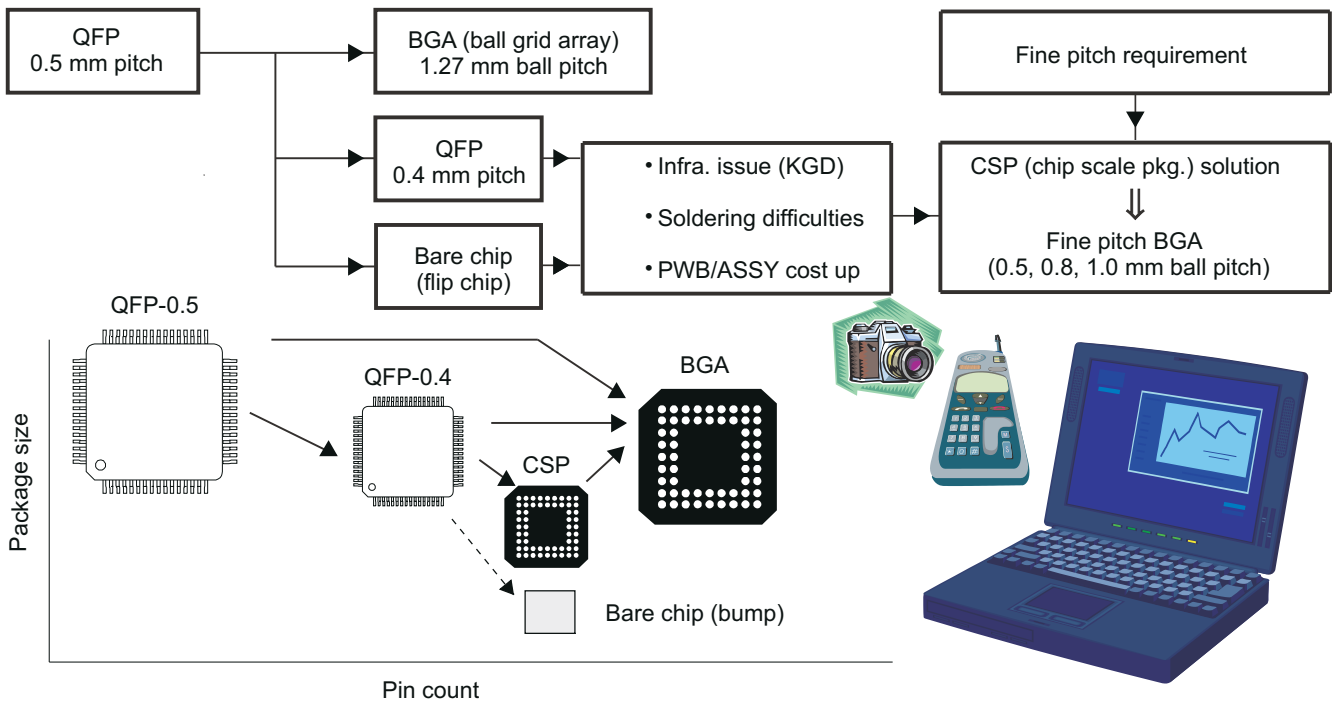 QFP
0.5 mm pitch
BGA (ball grid array)
1.27 mm ball pitch
Fine pitch requirement
QFP
0.4 mm pitch
• Infra. issue (KGD)
• Soldering difficulties
• PWB/ASSY cost up
CSP (chip scale pkg.) solution
⇓
Fine pitch BGA
(0.5, 0.8, 1.0 mm ball pitch)
Bare chip
(flip chip)
QFP-0.5
QFP-0.4
BGA
CSP
Bare chip (bump)
Package size
Pin count